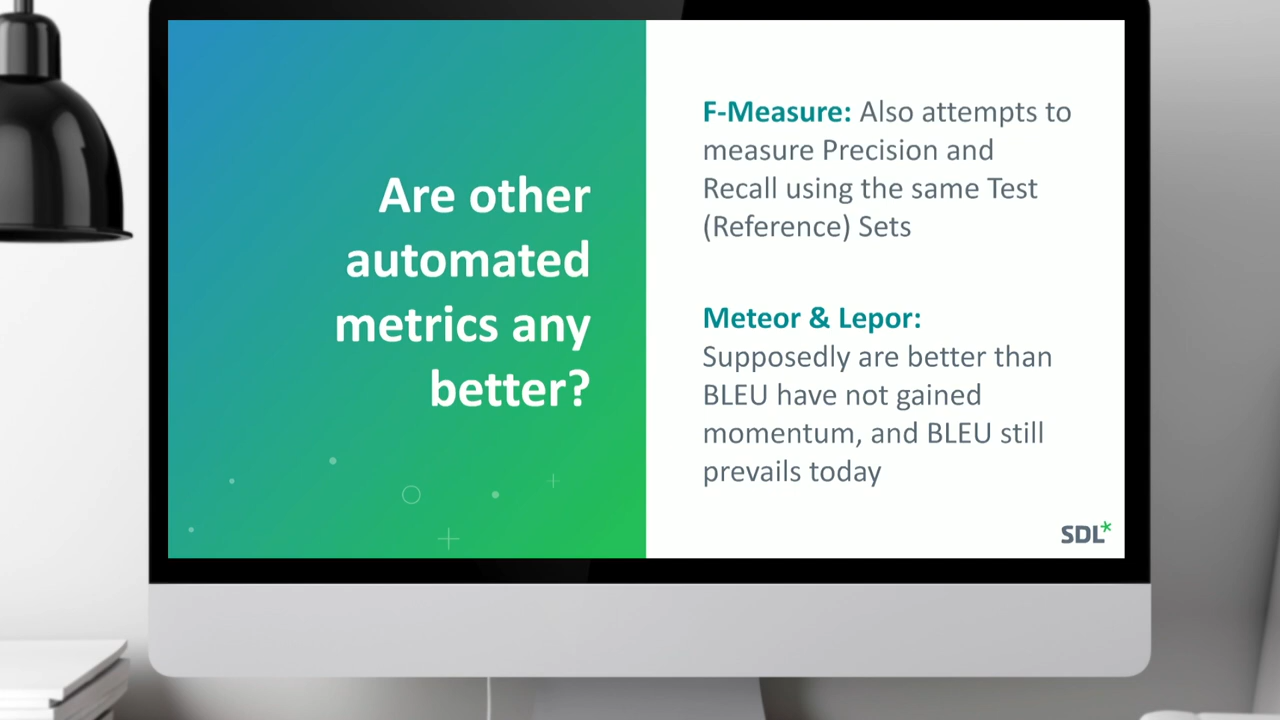 Are other
automated
metrics any
better?
F-Measure: Also attempts to
measure Precision and
Recall using the same Test
(Reference) Sets
Meteor & Lepor:
Supposedly are better than
BLEU have not gained
momentum, and BLEU still
prevails today
SDL*